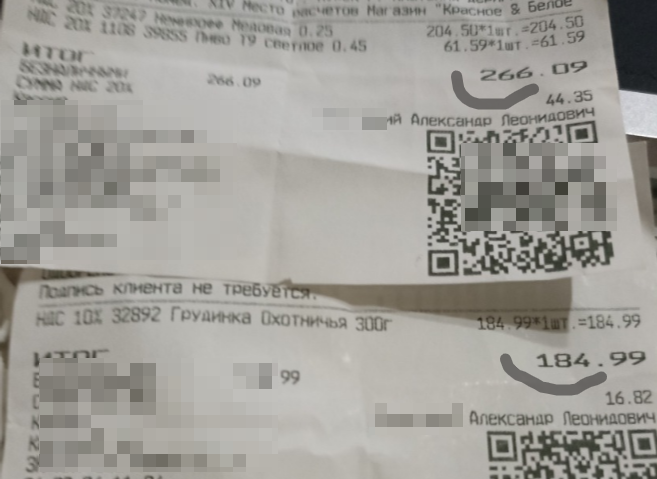 XIV Место расчетов Магазин "Красное & Белое"
НДС 20% 37247 Немирофф Медовая 0.25 204.50*1шт.=204.50
НДС 20% 1108 39855 Пиво Т9 светлое 0.45 61.59*1шт.=61.59
ИТОГ 266.09
БЕЗНАЛИЧНЫМИ 266.09
СУММА НДС 20% 44.35
ий Александр Леонидович
Подпись клиента не требуется.
НДС 10% 32892 Грудинка Охотничья 300г 184.99*1шт.=184.99
ИТОГ 184.99
99
16.82
Александр Леонидович